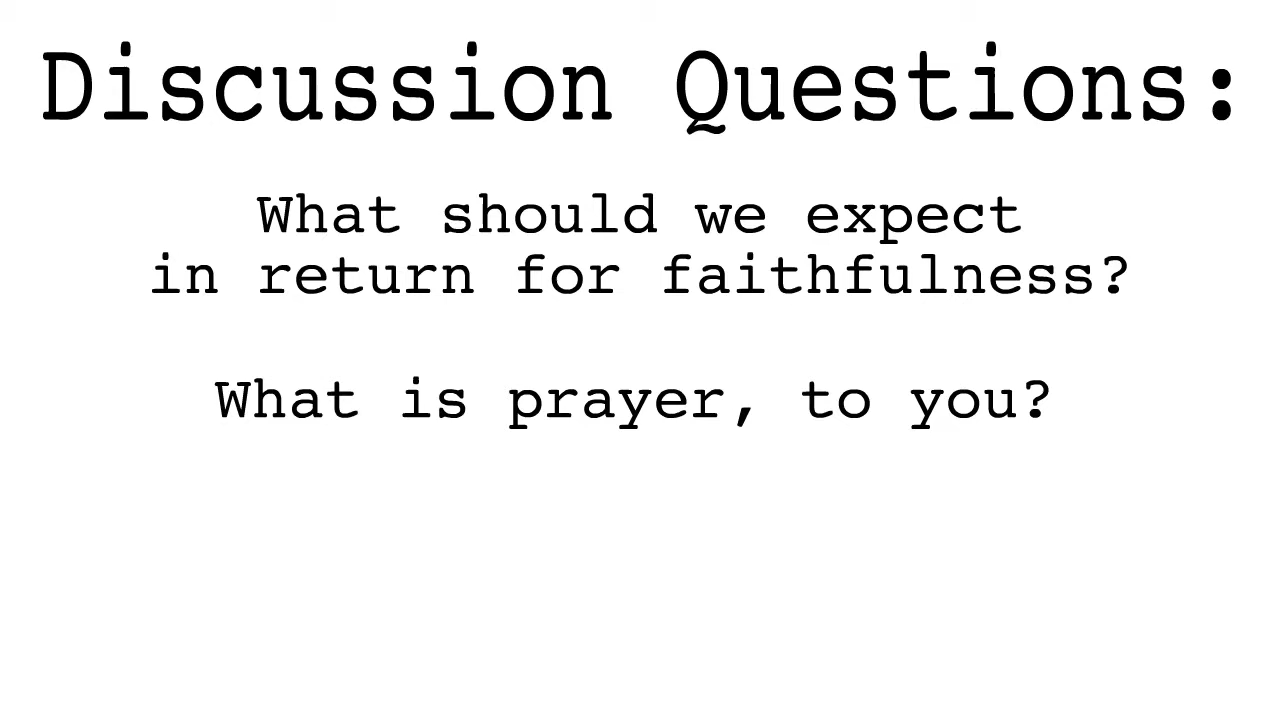 Discussion Questions:
What should we expect
in return for faithfulness?
What is prayer, to you?